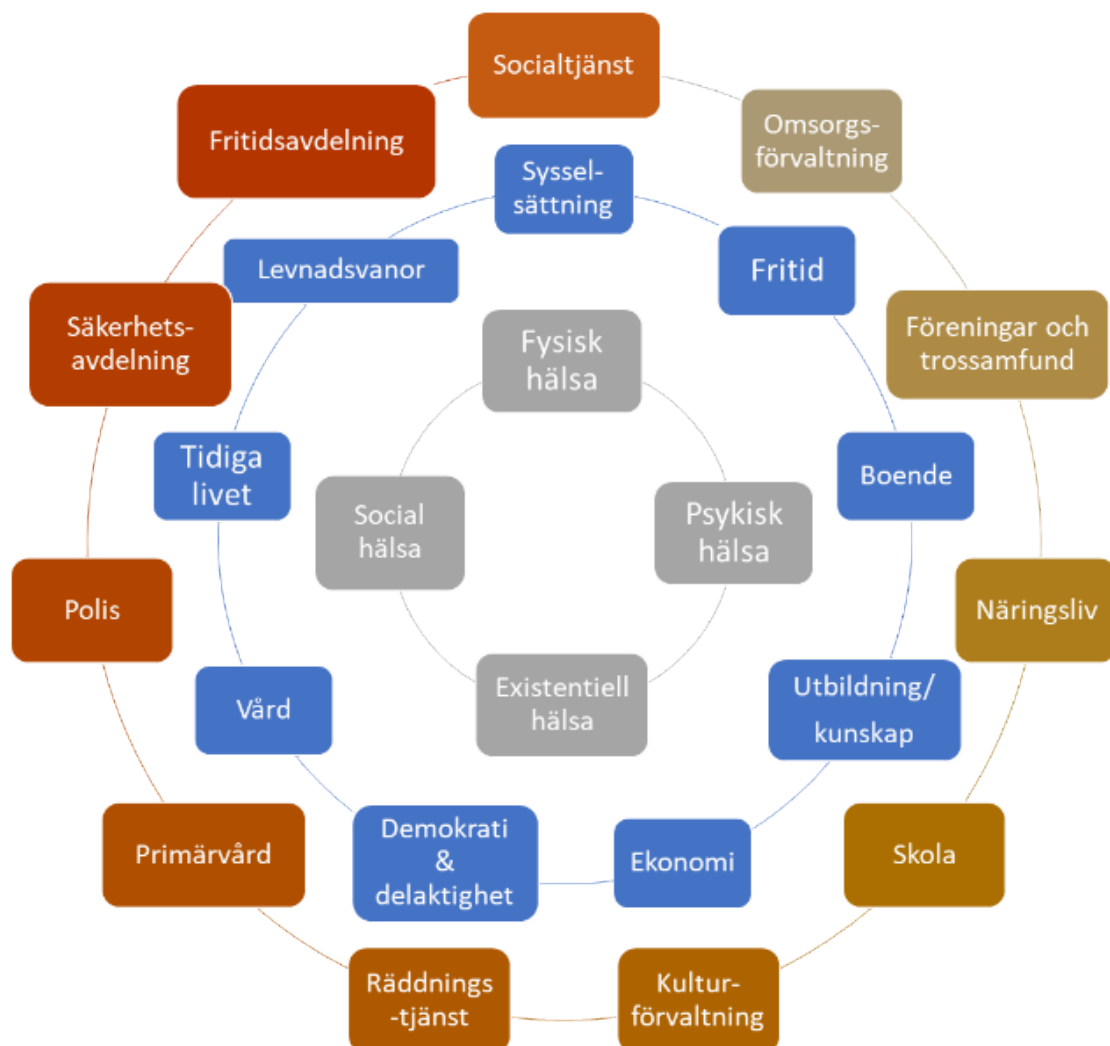 Socialtjänst
Omsorgs-
förvaltning
Föreningar och
trossamfund
Näringsliv
Skola
Kultur-
förvaltning
Räddnings
-tjänst
Primärvård
Polis
Säkerhets-
avdelning
Fritidsavdelning
Syssel-
sättning
Fritid
Boende
Utbildning/
kunskap
Ekonomi
Demokrati
&
delaktighet
Vård
Tidiga
livet
Levnadsvanor
Fysisk
hälsa
Psykisk
hälsa
Existentiell
hälsa
Social
hälsa